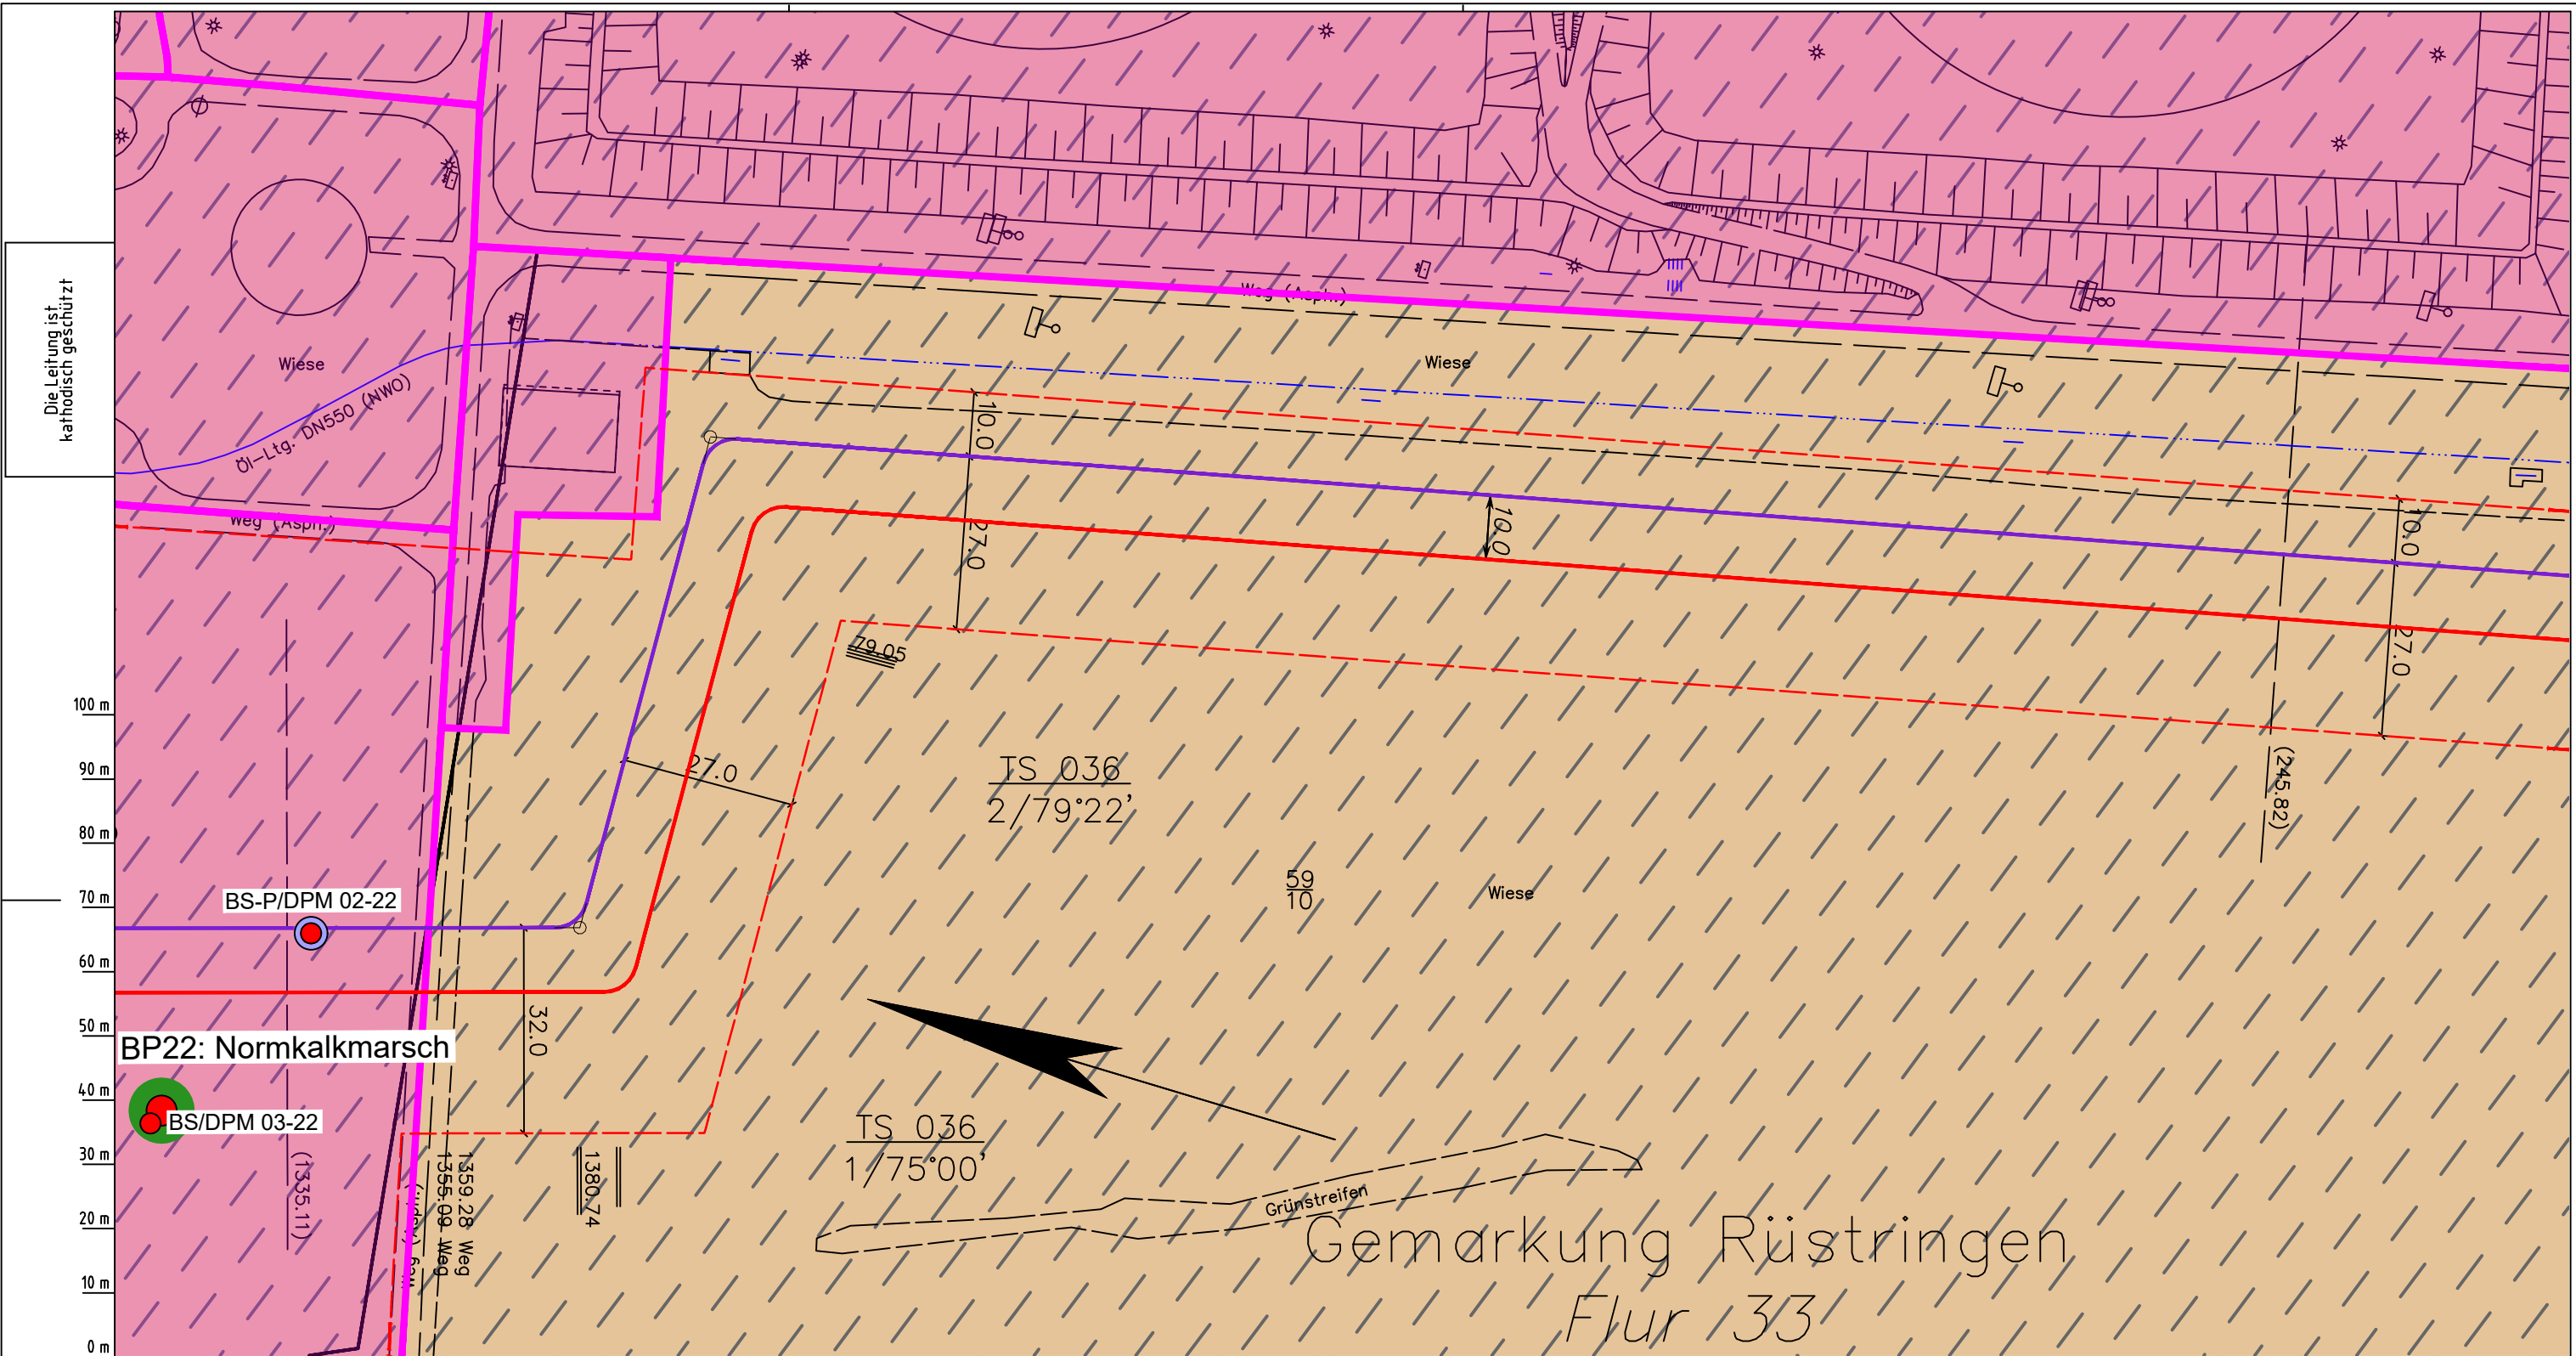 Die Leitung ist
kathodisch geschützt
Weg (Asph.)
Wiese
Wiese
Öl-Ltg. DN550 (NWO)
10.0
10.0
10.0
Weg (Asph.)
27.0
27.0
79.05
100 m
90 m
80 m
70 m
60 m
50 m
40 m
30 m
20 m
10 m
0 m
27.0
TS 036
2/79°22'
(245.82)
59
10
Wiese
BS-P/DPM 02-22
32.0
BP22: Normkalkmarsch
BS/DPM 03-22
TS 036
1/75°00'
(1335.11)
Weg (Asph.)
1355.09 Weg
1359.28 Weg
1380.74
Grünstreifen
Gemarkung Rüstringen
Flur 33